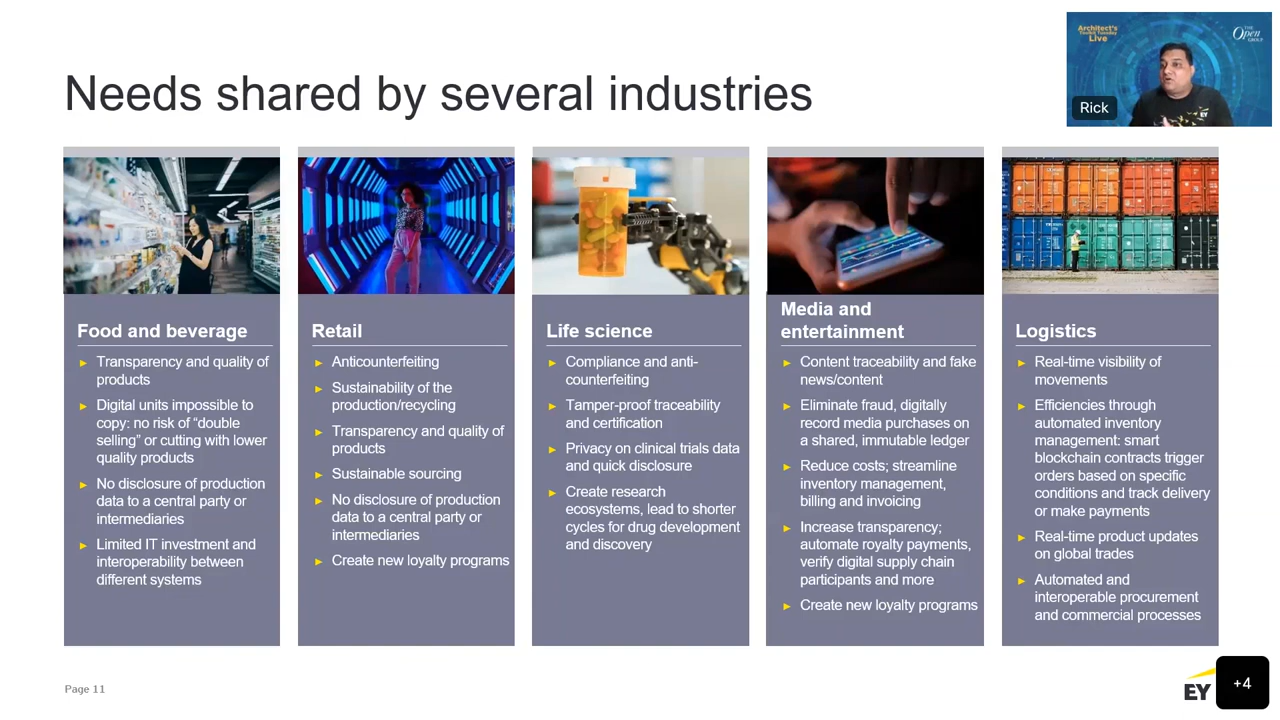 Architect's
Toolkit Tuesday
Live
THE
Open
GROUP
EY
Rick
Needs shared by several industries
Food and beverage
Transparency and quality of
products
Digital units impossible to
copy: no risk of “double
selling” or cutting with lower
quality products
No disclosure of production
data to a central party or
intermediaries
Limited IT investment and
interoperability between
different systems
Retail
Anticounterfeiting
Sustainability of the
production/recycling
Transparency and quality of
products
Sustainable sourcing
No disclosure of production
data to a central party or
intermediaries
Create new loyalty programs
Life science
Compliance and anti-
counterfeiting
Tamper-proof traceability
and certification
Privacy on clinical trials data
and quick disclosure
Create research
ecosystems, lead to shorter
cycles for drug development
and discovery
Media and
entertainment
Content traceability and fake
news/content
Eliminate fraud, digitally
record media purchases on
a shared, immutable ledger
Reduce costs; streamline
inventory management,
billing and invoicing
Increase transparency;
automate royalty payments,
verify digital supply chain
participants and more
Create new loyalty programs
Logistics
Real-time visibility of
movements
Efficiencies through
automated inventory
management: smart
blockchain contracts trigger
orders based on specific
conditions and track delivery
or make payments
Real-time product updates
on global trades
Automated and
interoperable procurement
and commercial processes
Page 11
EY
+4